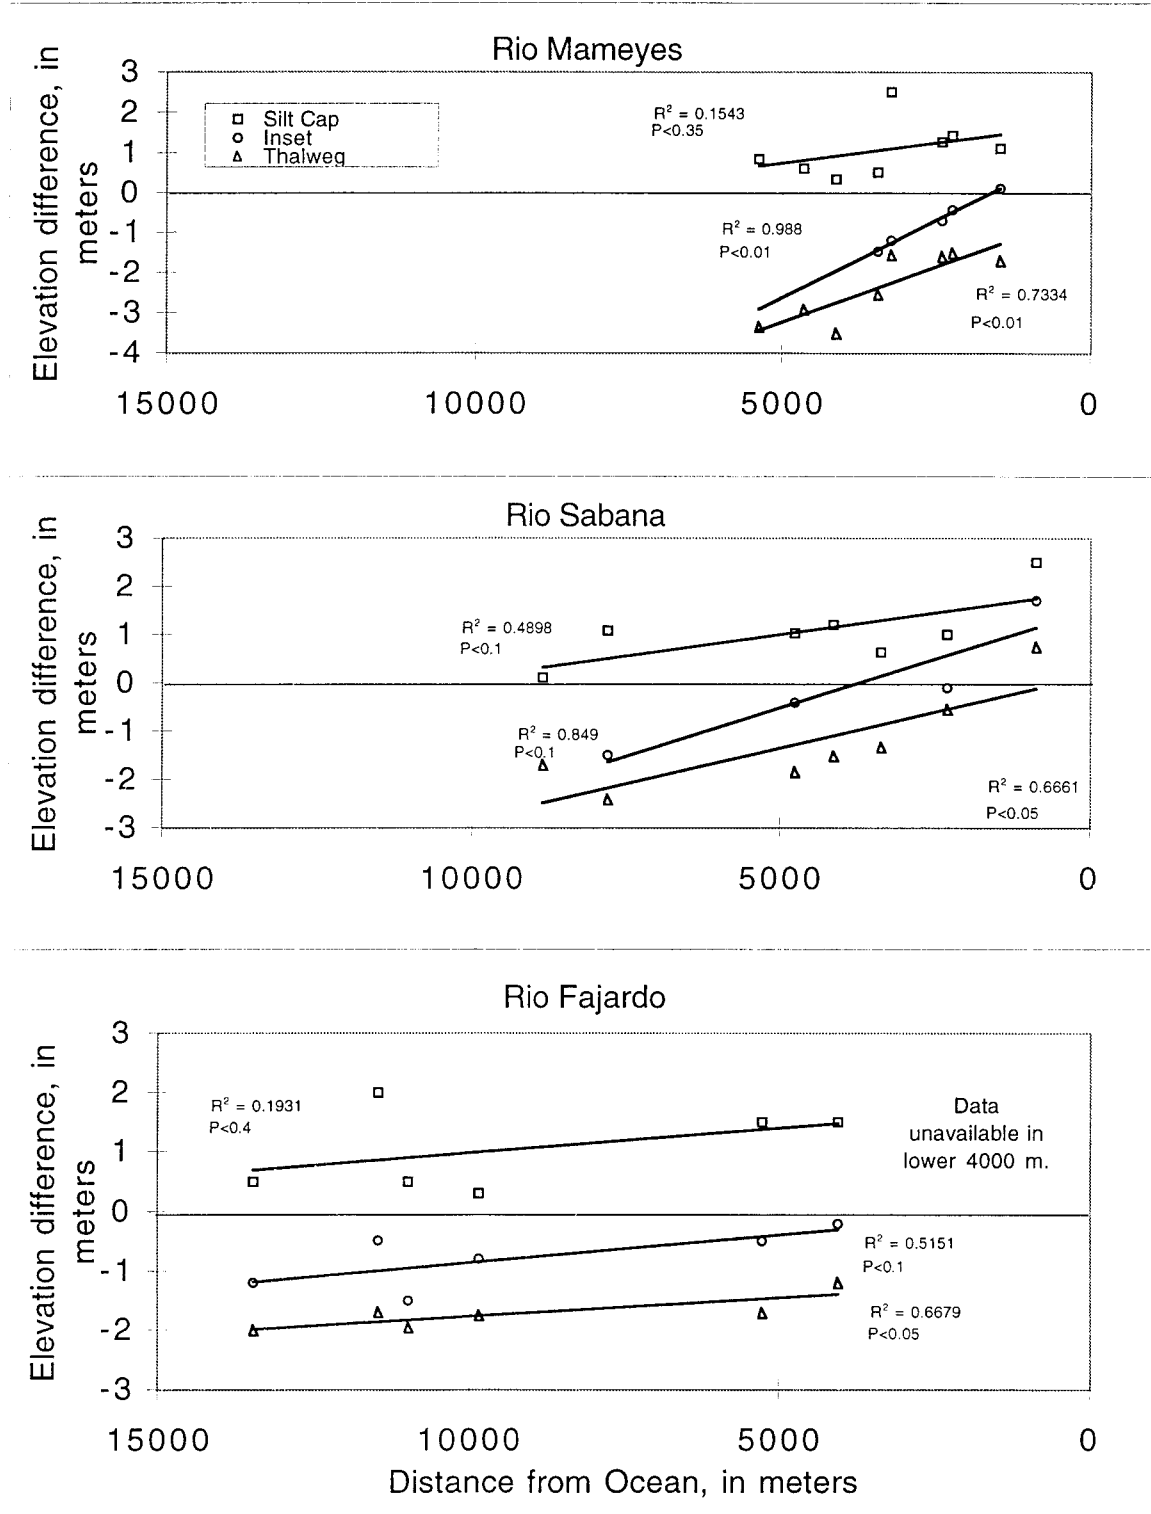 Rio Mameyes
Elevation difference, in
meters
3
2
1
0
-1
-2
-3
-4
Silt Cap
Inset
Thalweg
R² = 0.1543
P<0.35
R² = 0.988
P<0.01
R² = 0.7334
P<0.01
15000 10000 5000 0
Rio Sabana
Elevation difference, in
meters
3
2
1
0
-1
-2
-3
R² = 0.4898
P<0.1
R² = 0.849
P<0.1
R² = 0.6661
P<0.05
15000 10000 5000 0
Rio Fajardo
Elevation difference, in
meters
3
2
1
0
-1
-2
-3
R² = 0.1931
P<0.4
Data
unavailable in
lower 4000 m.
R² = 0.5151
P<0.1
R² = 0.6679
P<0.05
15000 10000 5000 0
Distance from Ocean, in meters